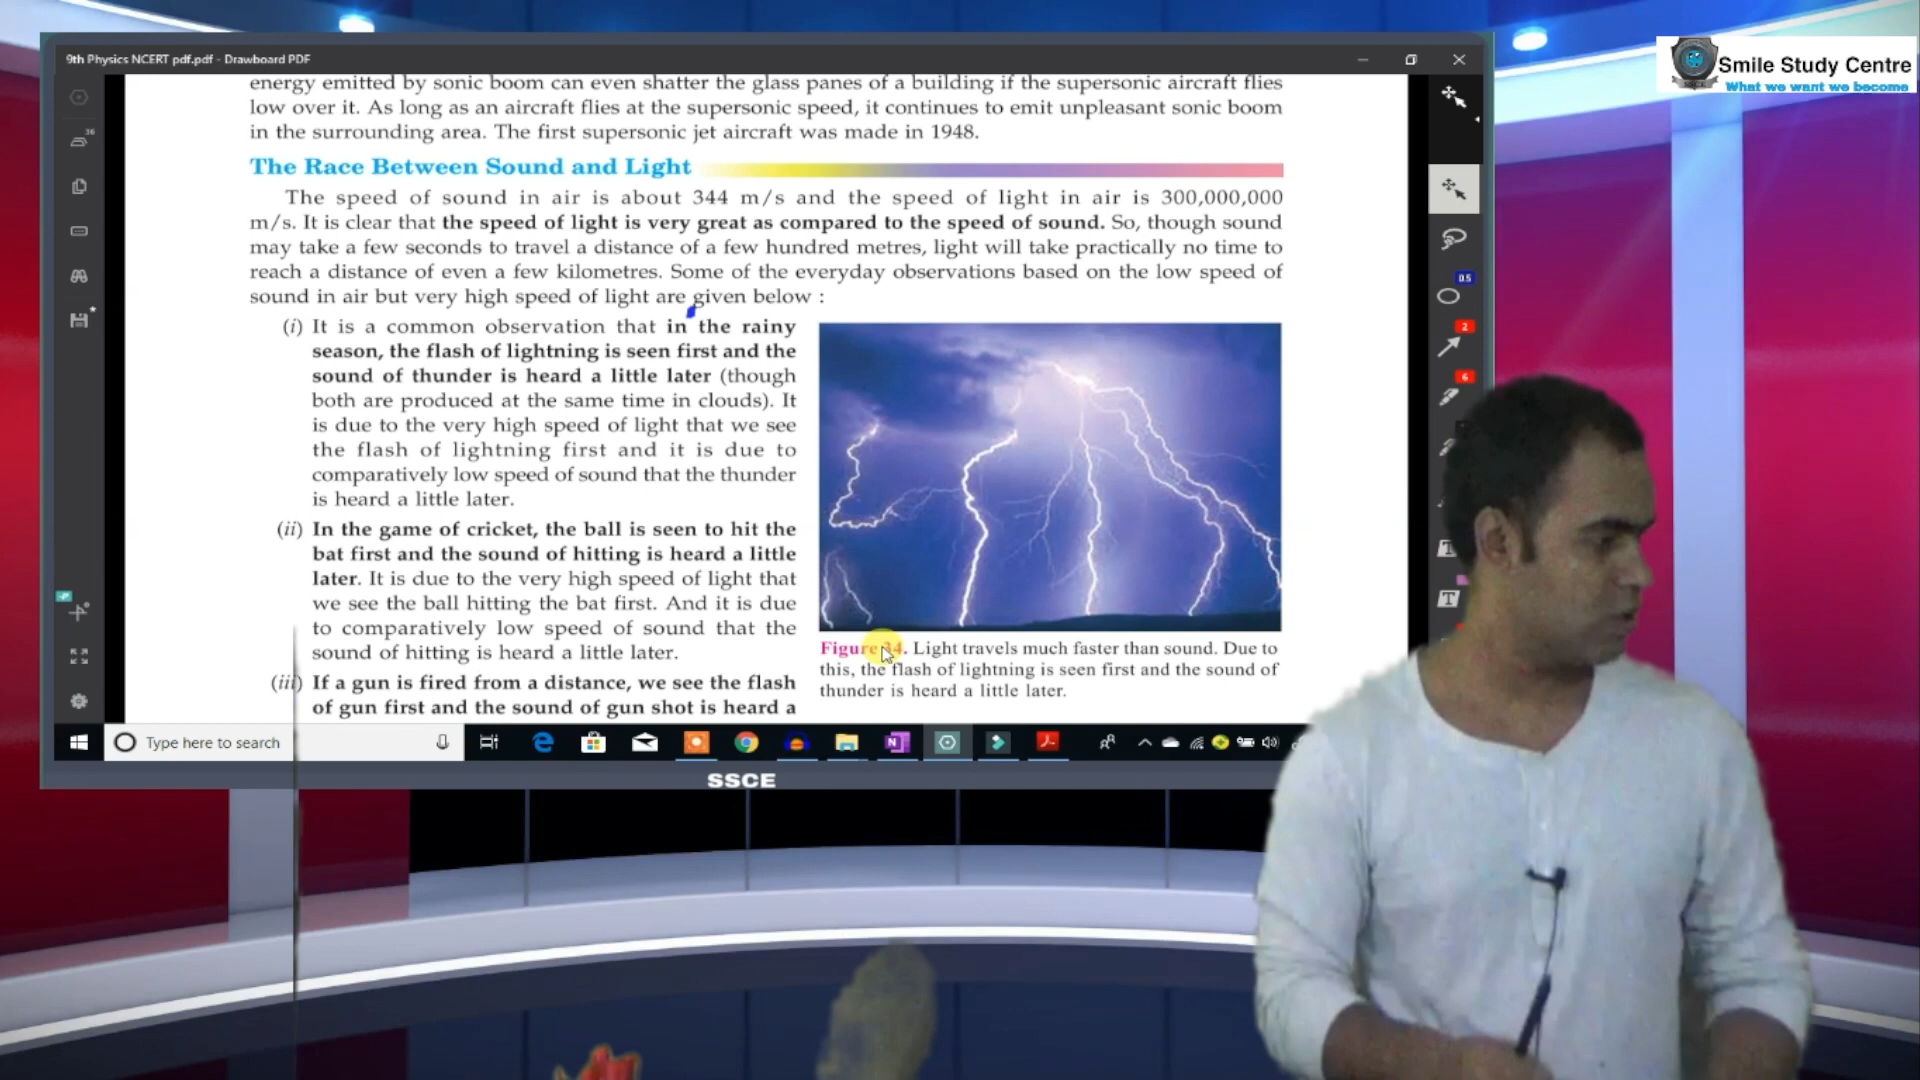 9th Physics NCERT pdf.pdf - Drawboard PDF
Smile Study Centre
What we want we become
energy emitted by sonic boom can even shatter the glass panes of a building if the supersonic aircraft flies
low over it. As long as an aircraft flies at the supersonic speed, it continues to emit unpleasant sonic boom
in the surrounding area. The first supersonic jet aircraft was made in 1948.
The Race Between Sound and Light
The speed of sound in air is about 344 m/s and the speed of light in air is 300,000,000
m/s. It is clear that the speed of light is very great as compared to the speed of sound. So, though sound
may take a few seconds to travel a distance of a few hundred metres, light will take practically no time to
reach a distance of even a few kilometres. Some of the everyday observations based on the low speed of
sound in air but very high speed of light are given below :
(i) It is a common observation that in the rainy
season, the flash of lightning is seen first and the
sound of thunder is heard a little later (though
both are produced at the same time in clouds). It
is due to the very high speed of light that we see
the flash of lightning first and it is due to
comparatively low speed of sound that the thunder
is heard a little later.
(ii) In the game of cricket, the ball is seen to hit the
bat first and the sound of hitting is heard a little
later. It is due to the very high speed of light that
we see the ball hitting the bat first. And it is due
to comparatively low speed of sound that the
sound of hitting is heard a little later.
(iii) If a gun is fired from a distance, we see the flash
of gun first and the sound of gun shot is heard a
Figure 34. Light travels much faster than sound. Due to
this, the flash of lightning is seen first and the sound of
thunder is heard a little later.
36
0.5
2
6
T
T
Type here to search
SSCE